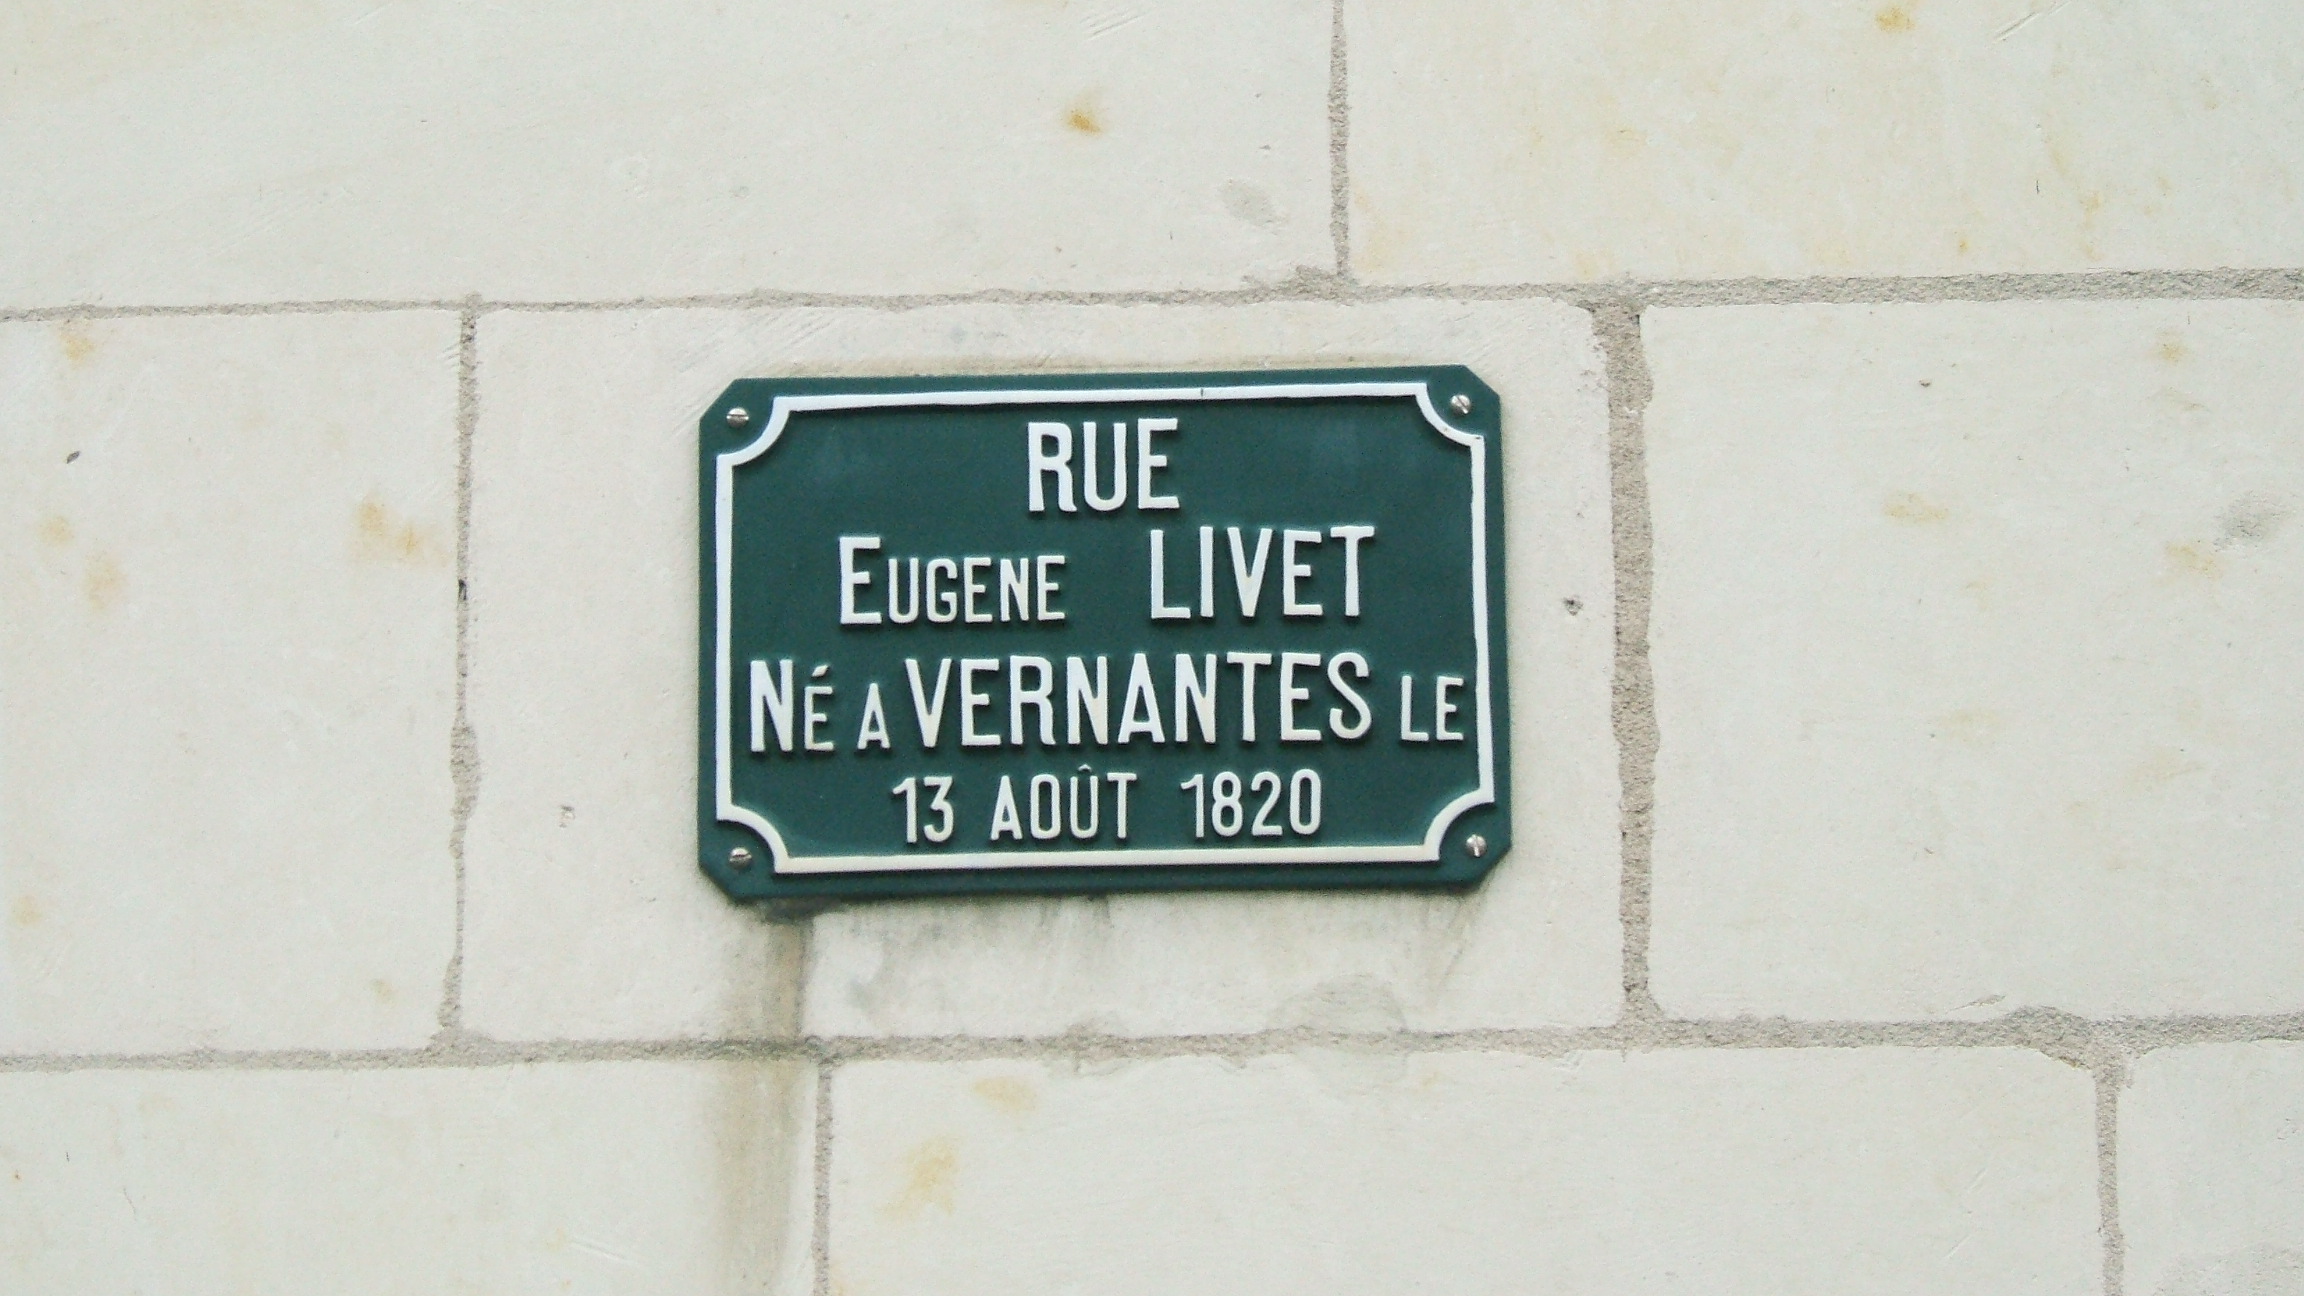 RUE
EUGENE LIVET
NÉ A VERNANTES LE
13 AOÛT 1820